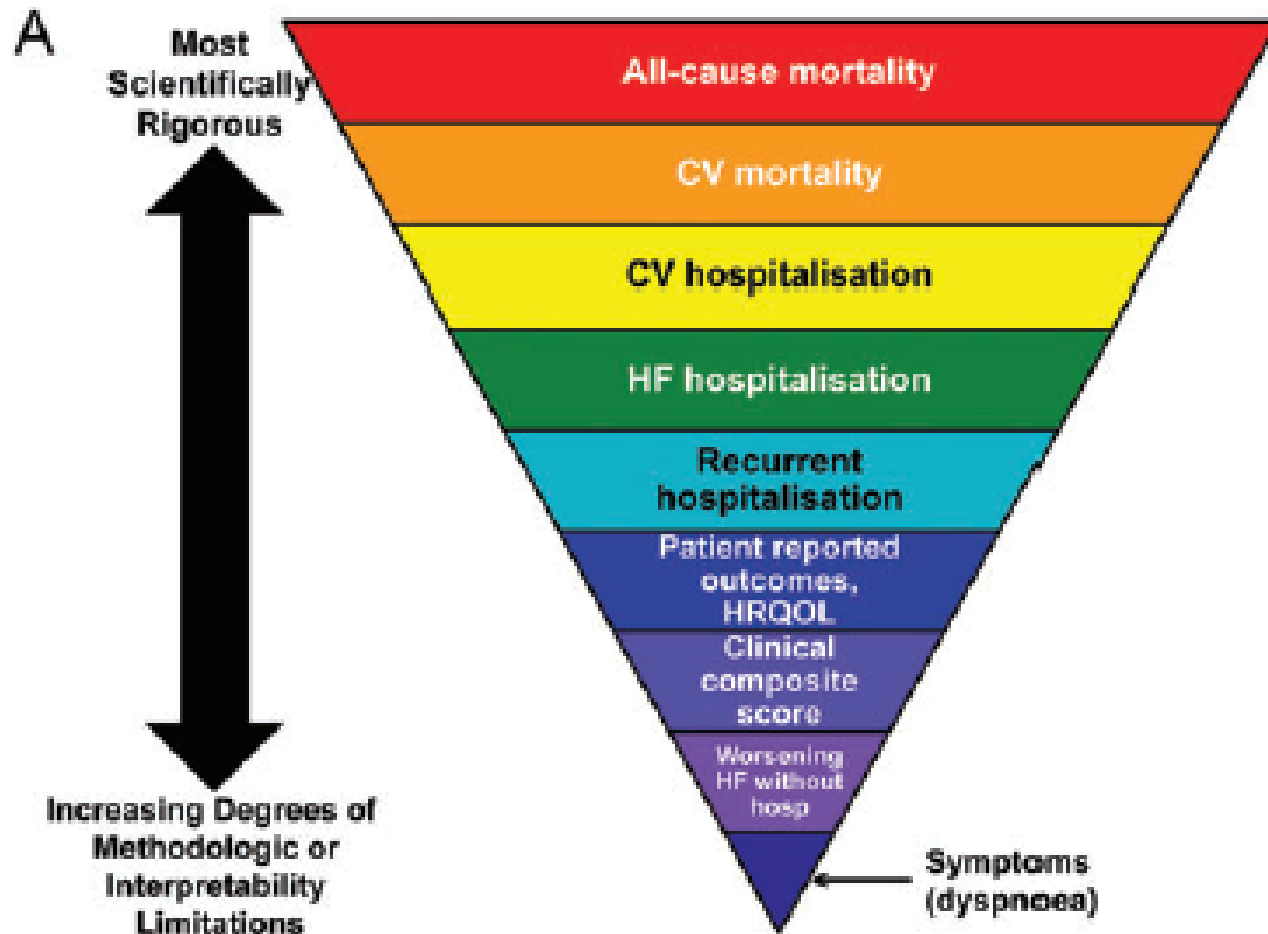 A
Most
Scientifically
Rigorous
All-cause mortality
CV mortality
CV hospitalisation
HF hospitalisation
Recurrent
hospitalisation
Patient reported
outcomes,
HRQOL
Clinical
composite
score
Worsening
HF without
hosp
Increasing Degrees of
Methodologic or
Interpretability
Limitations
Symptoms
(dyspnoea)